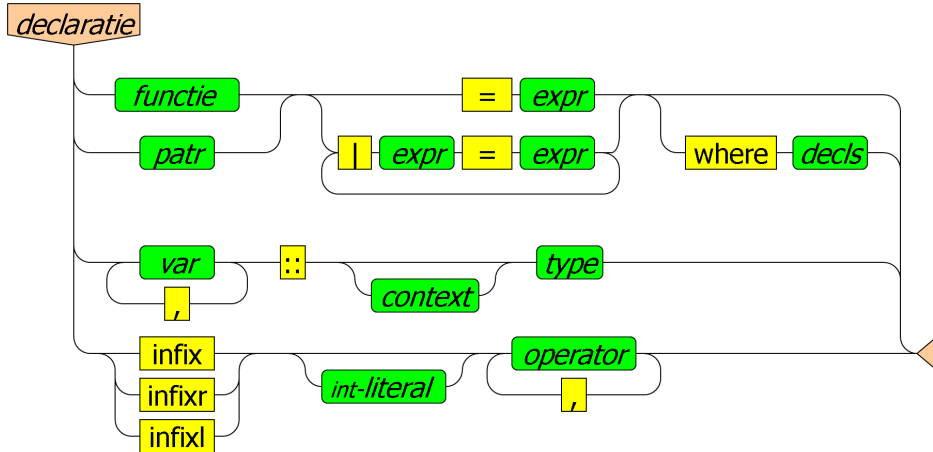 declaratie
functie = expr
patr | expr = expr where decls
var :: type
context
,
infix operator
infixr int-literal ,
infixl